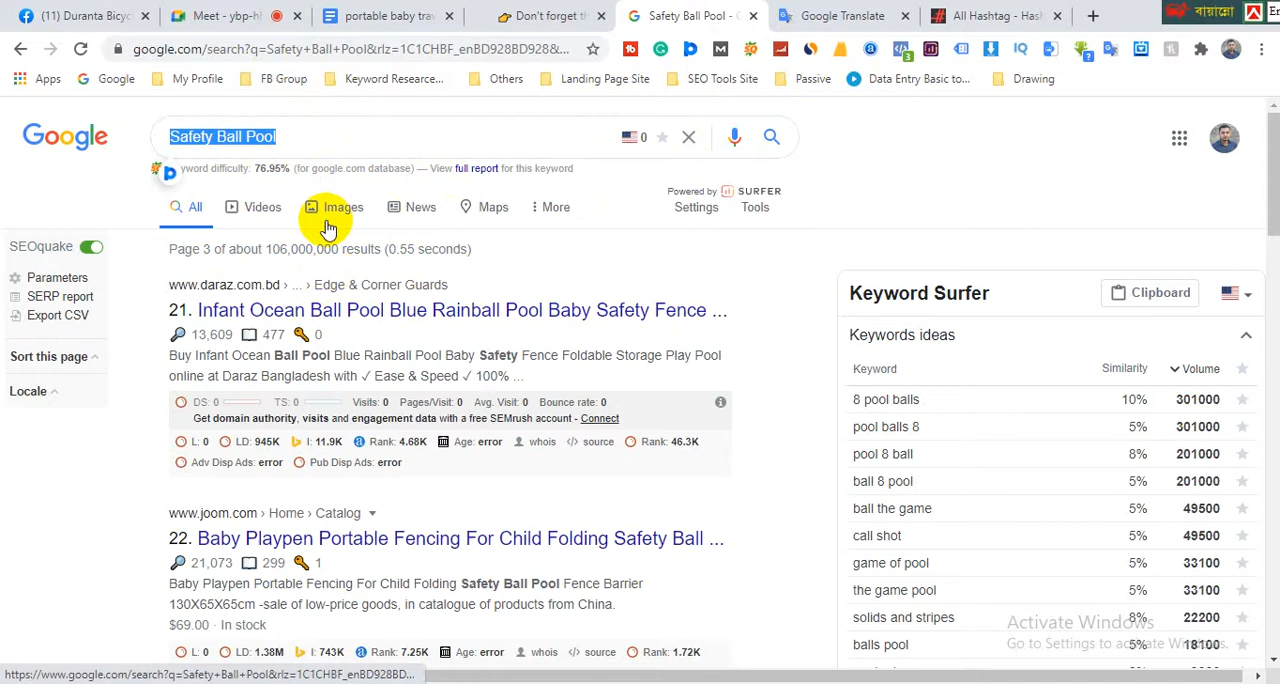 (11) Duranta Bicyc
Meet - ybp-h
portable baby trav
Don't forget th
Safety Ball Pool - G
Google Translate
All Hashtag - Hash
বায়ান্নো
En
google.com/search?q=Safety+Ball+Pool&rlz=1C1CHBF_enBD928BD928&...
Apps
Google
My Profile
FB Group
Keyword Researce...
Others
Landing Page Site
SEO Tools Site
Passive
Data Entry Basic to...
Drawing
Google
Safety Ball Pool
0
yword difficulty: 76.95% (for google.com database) — View full report for this keyword
All
Videos
Images
News
Maps
More
Powered by SURFER
Settings
Tools
SEOquake
Parameters
SERP report
Export CSV
Sort this page
Locale
Page 3 of about 106,000,000 results (0.55 seconds)
www.daraz.com.bd › ... › Edge & Corner Guards
21. Infant Ocean Ball Pool Blue Rainball Pool Baby Safety Fence ...
13,609 477 0
Buy Infant Ocean Ball Pool Blue Rainball Pool Baby Safety Fence Foldable Storage Play Pool
online at Daraz Bangladesh with ✓ Ease & Speed ✓ 100% ...
DS: 0 TS: 0 Visits: 0 Pages/Visit: 0 Avg. Visit: 0 Bounce rate: 0
Get domain authority, visits and engagement data with a free SEMrush account - Connect
L: 0 LD: 945K I: 11.9K Rank: 4.68K Age: error whois source Rank: 46.3K
Adv Disp Ads: error Pub Disp Ads: error
www.joom.com › Home › Catalog
22. Baby Playpen Portable Fencing For Child Folding Safety Ball ...
21,073 299 1
Baby Playpen Portable Fencing For Child Folding Safety Ball Pool Fence Barrier
130X65X65cm -sale of low-price goods, in catalogue of products from China.
$69.00 · In stock
L: 0 LD: 1.38M I: 743K Rank: 7.25K Age: error whois source Rank: 1.72K
Keyword Surfer
Clipboard
Keywords ideas
Keyword Similarity Volume
8 pool balls 10% 301000
pool balls 8 5% 301000
pool 8 ball 8% 201000
ball 8 pool 5% 201000
ball the game 5% 49500
call shot 5% 49500
game of pool 5% 33100
the game pool 5% 33100
solids and stripes 8% 22200
balls pool 5% 18100
Activate Windows
Go to Settings to activate Windows.
https://www.google.com/search?q=Safety+Ball+Pool&rlz=1C1CHBF_enBD928BD...